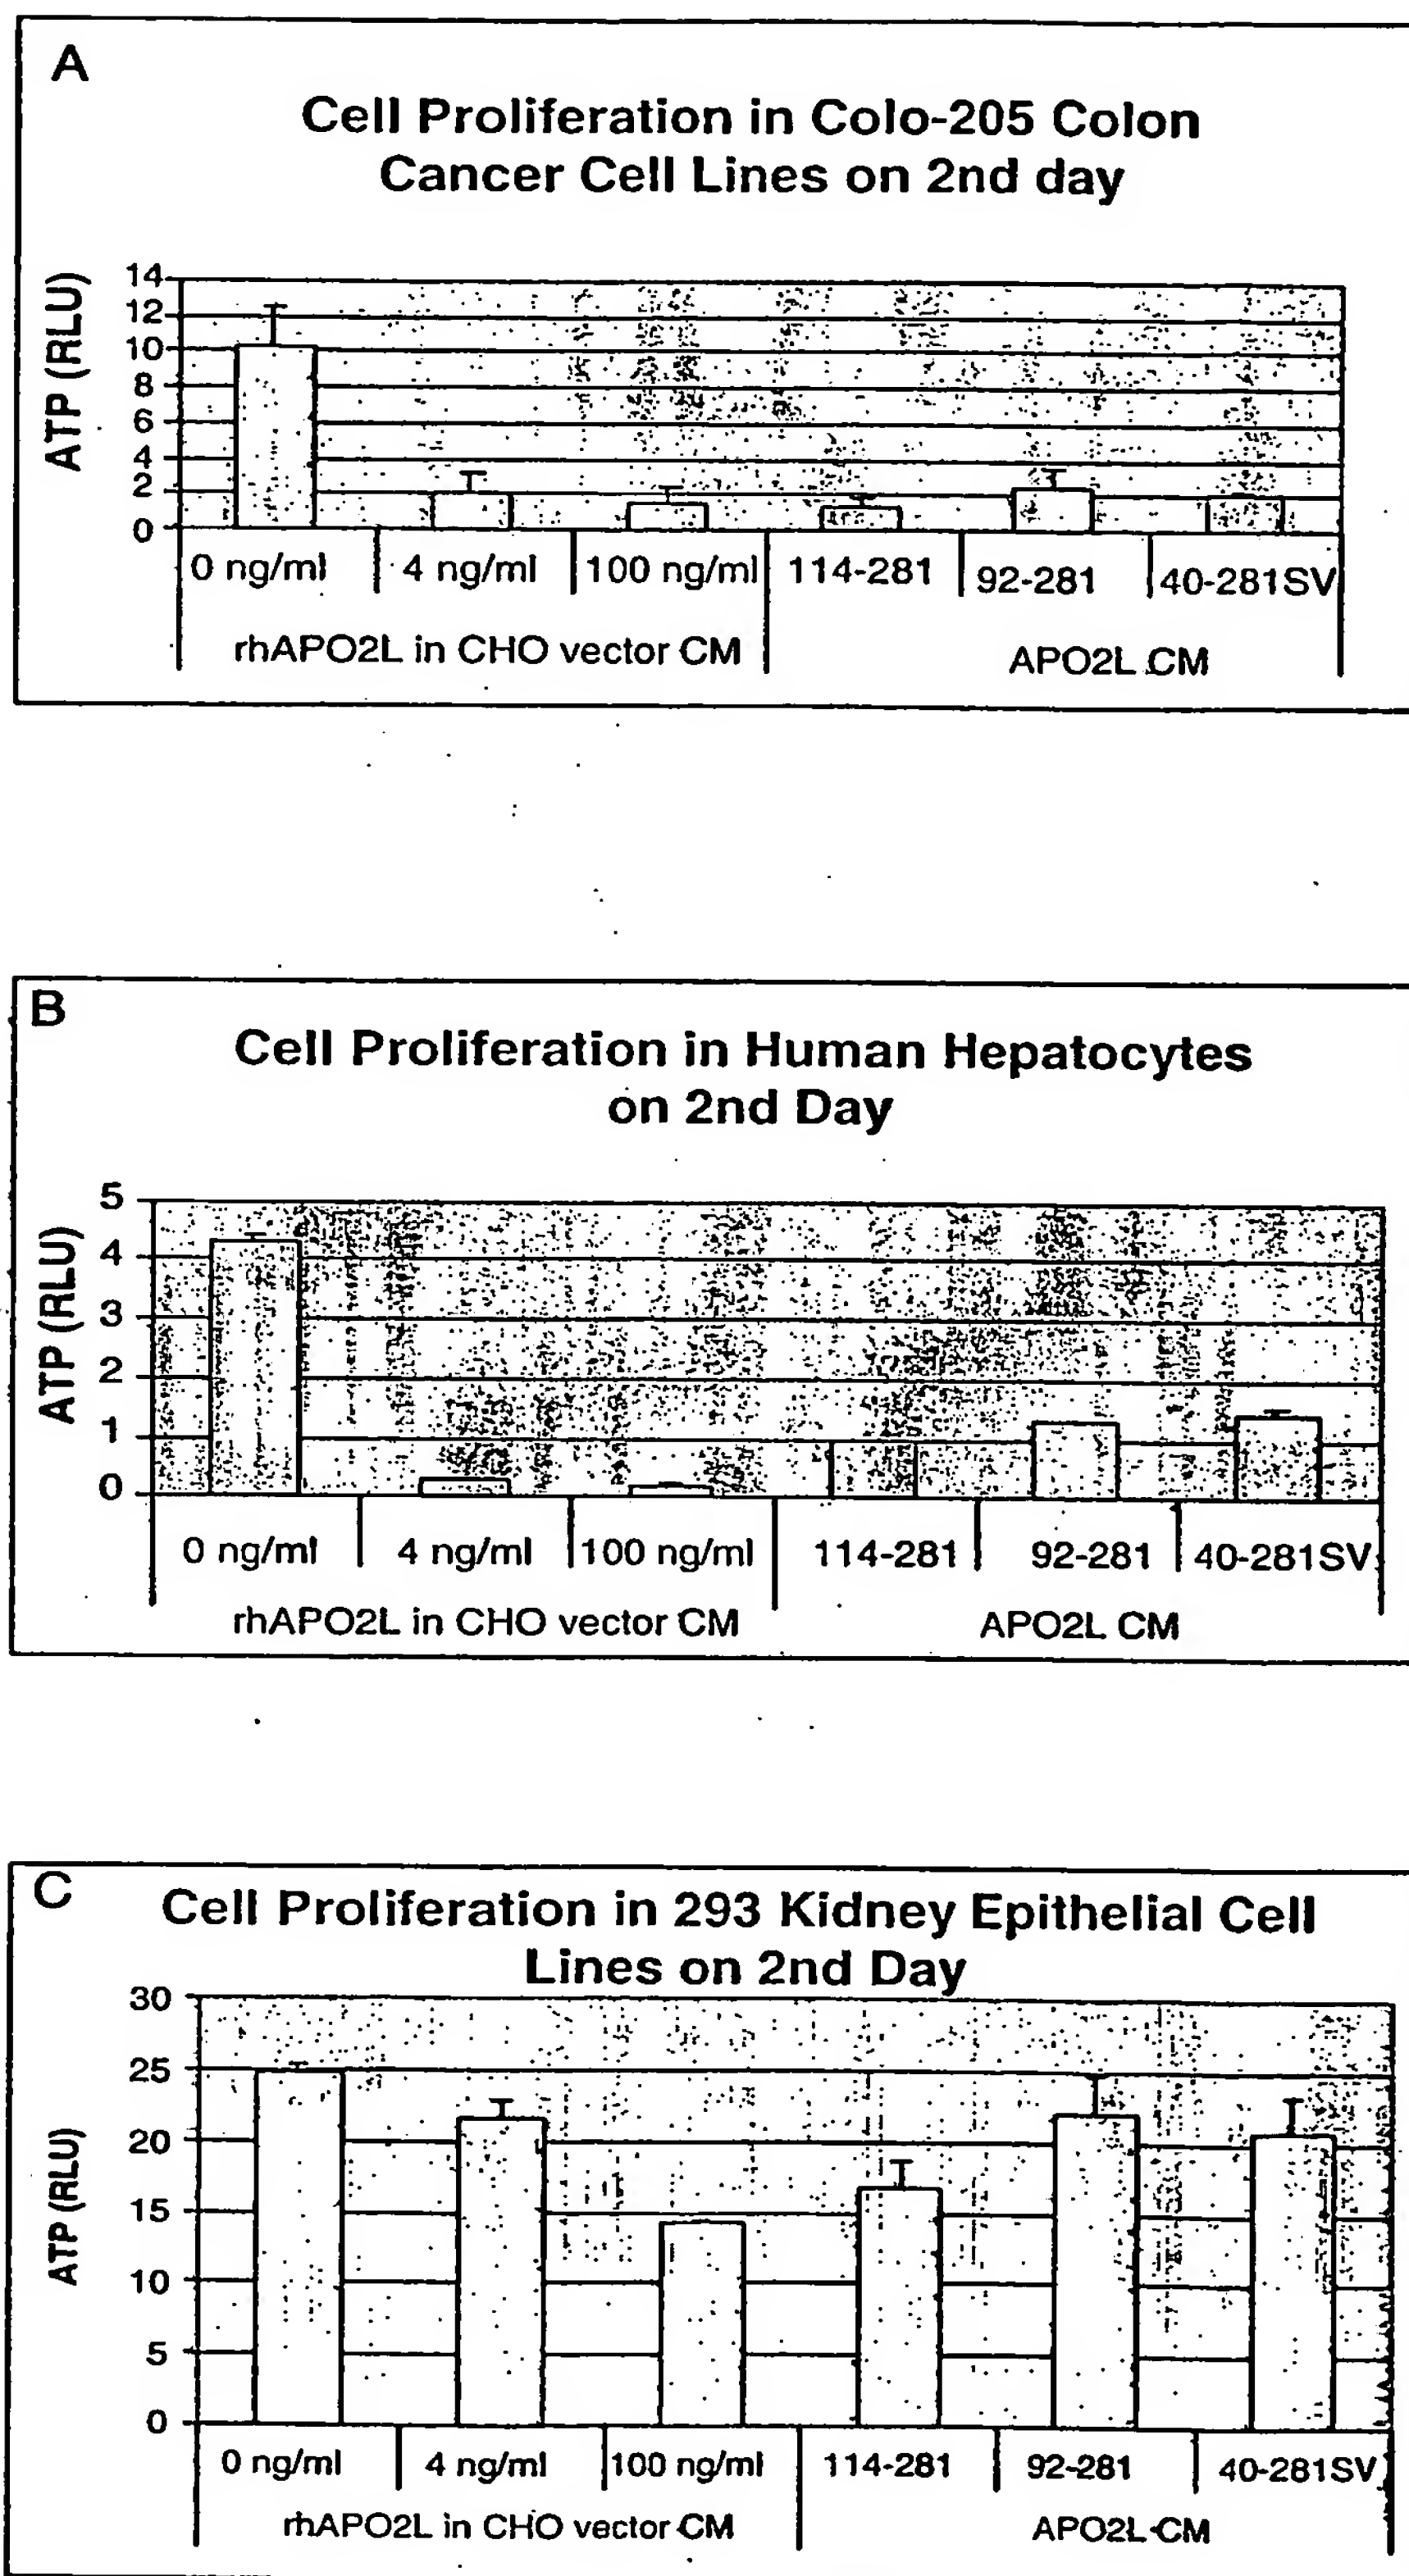 A
Cell Proliferation in Colo-205 Colon
Cancer Cell Lines on 2nd day
ATP (RLU)
14
12
10
8
6
4
2
0
0 ng/ml 4 ng/ml 100 ng/ml 114-281 92-281 40-281SV
rhAPO2L in CHO vector CM APO2L CM
B
Cell Proliferation in Human Hepatocytes
on 2nd Day
ATP (RLU)
5
4
3
2
1
0
0 ng/ml 4 ng/ml 100 ng/ml 114-281 92-281 40-281SV
rhAPO2L in CHO vector CM APO2L CM
C
Cell Proliferation in 293 Kidney Epithelial Cell
Lines on 2nd Day
ATP (RLU)
30
25
20
15
10
5
0
0 ng/ml 4 ng/ml 100 ng/ml 114-281 92-281 40-281SV
rhAPO2L in CHO vector CM APO2L CM